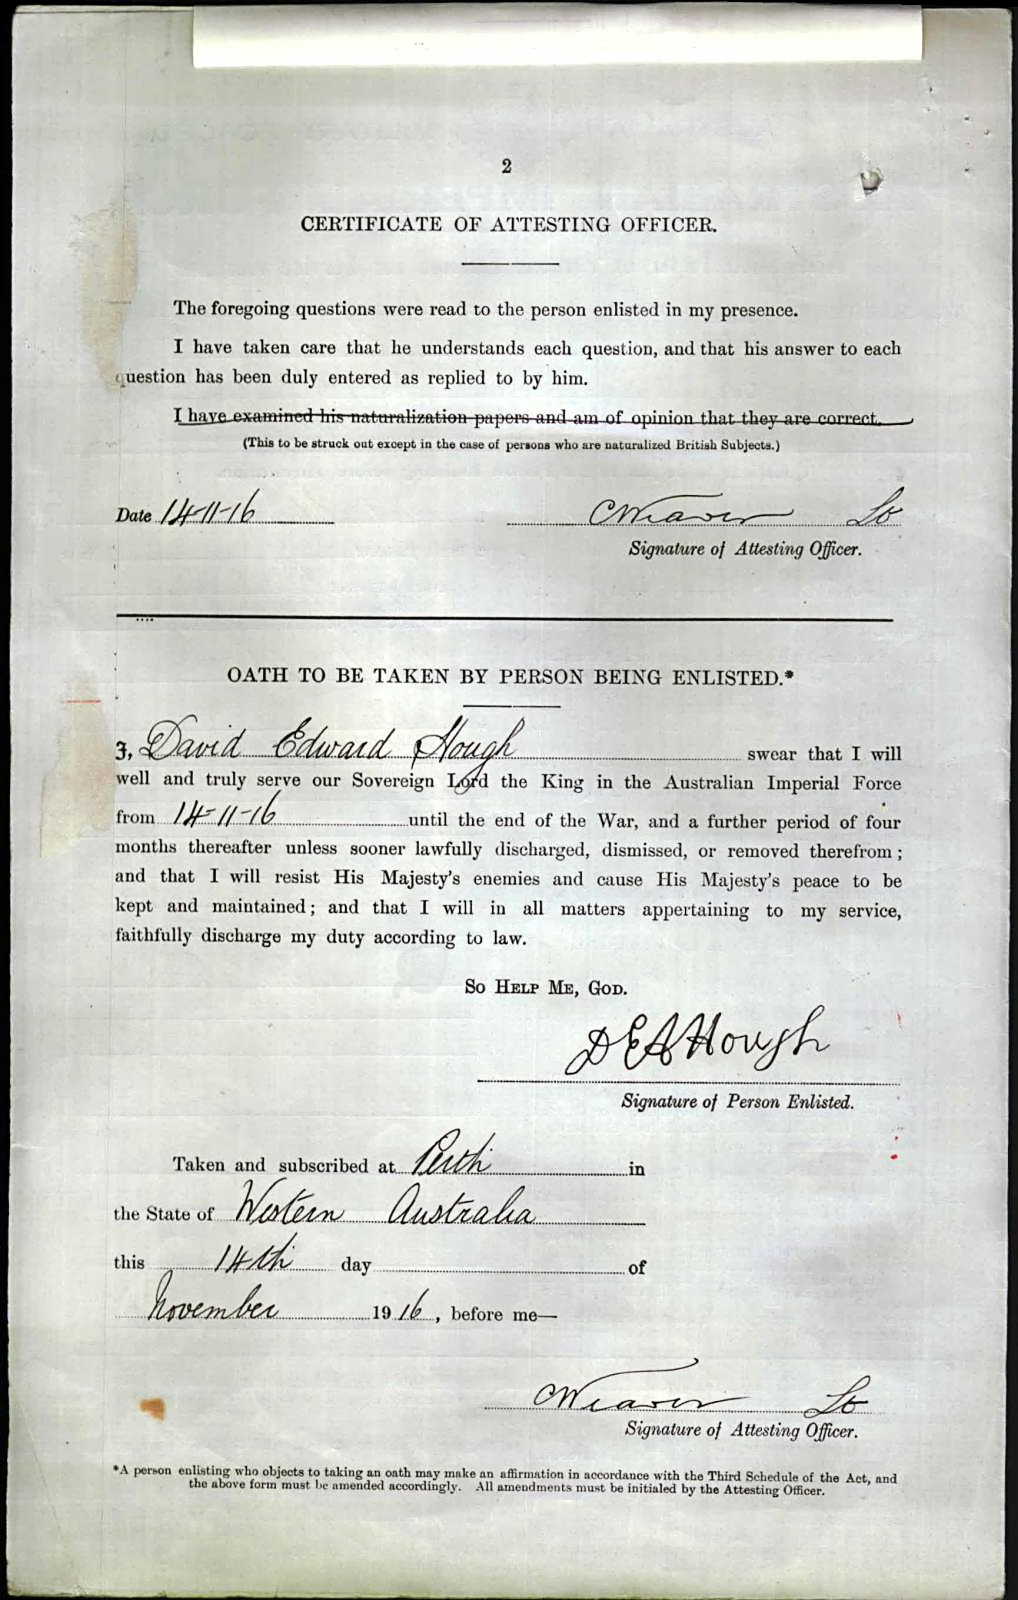 2
CERTIFICATE OF ATTESTING OFFICER.
The foregoing questions were read to the person enlisted in my presence.
I have taken care that he understands each question, and that his answer to each
question has been duly entered as replied to by him.
I have examined his naturalization papers and am of opinion that they are correct.
(This to be struck out except in the case of persons who are naturalized British Subjects.)
Date 14-11-16 CWeaver Lt
Signature of Attesting Officer.
OATH TO BE TAKEN BY PERSON BEING ENLISTED.*
I, David Edward Hough swear that I will
well and truly serve our Sovereign Lord the King in the Australian Imperial Force
from 14-11-16 until the end of the War, and a further period of four
months thereafter unless sooner lawfully discharged, dismissed, or removed therefrom;
and that I will resist His Majesty's enemies and cause His Majesty's peace to be
kept and maintained; and that I will in all matters appertaining to my service,
faithfully discharge my duty according to law.
So Help Me, God.
D E A Hough
Signature of Person Enlisted.
Taken and subscribed at Perth in
the State of Western Australia
this 14th day of
November 1916, before me—
CWeaver Lt
Signature of Attesting Officer.
*A person enlisting who objects to taking an oath may make an affirmation in accordance with the Third Schedule of the Act, and
the above form must be amended accordingly. All amendments must be initialed by the Attesting Officer.